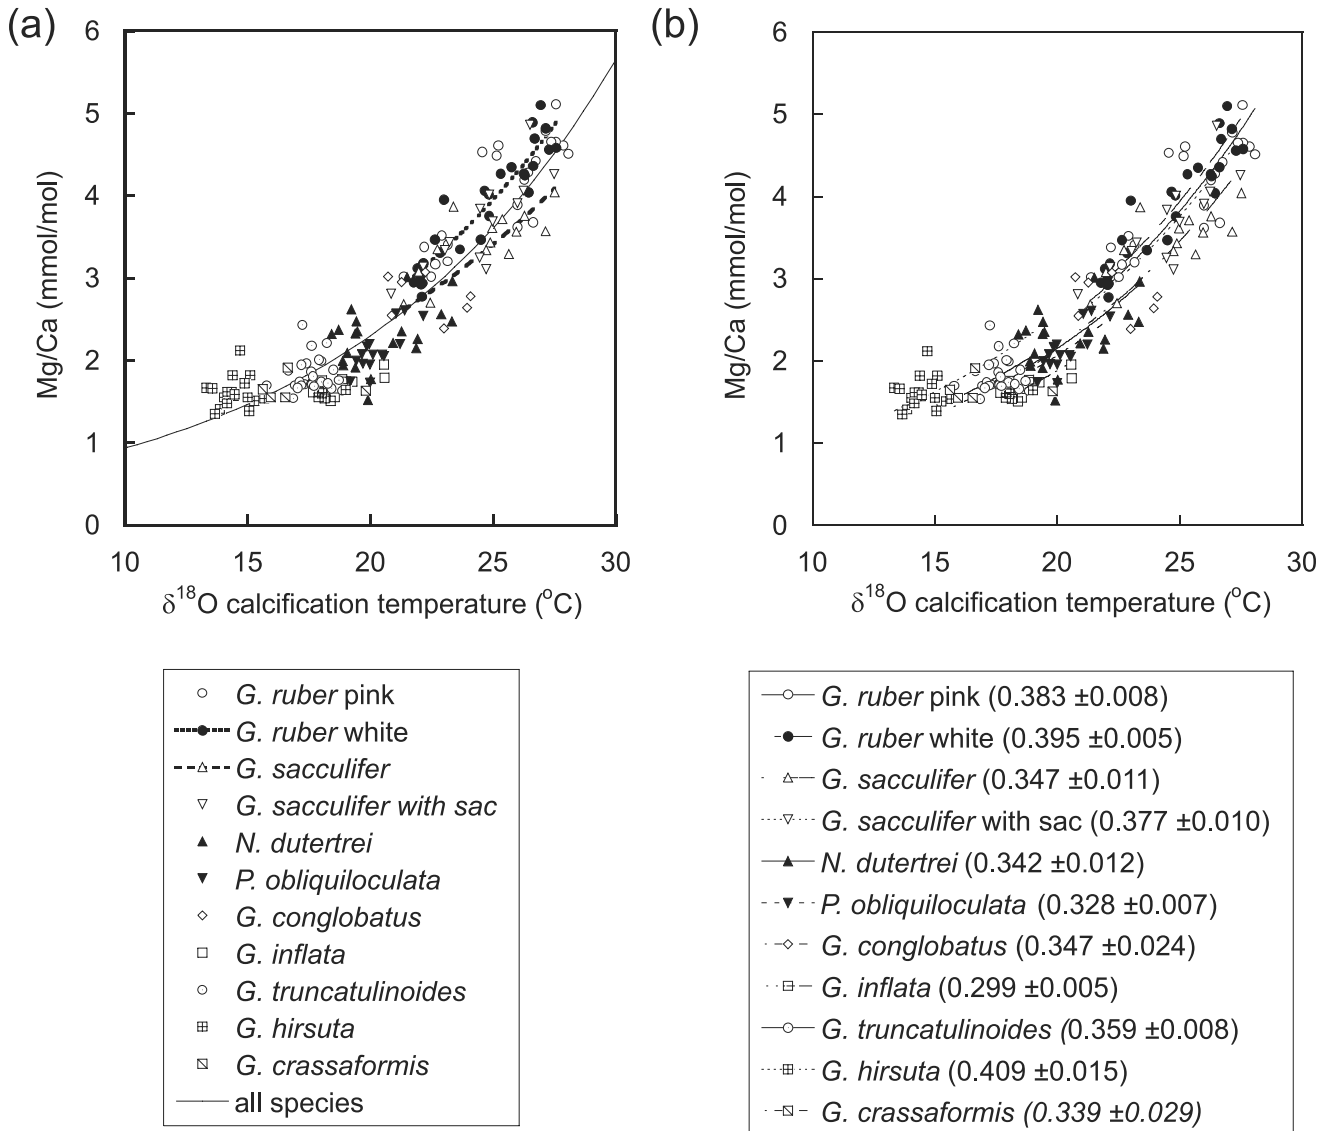 (a)
6
5
4
3
2
1
0
Mg/Ca (mmol/mol)
10 15 20 25 30
δ18O calcification temperature (oC)
G. ruber pink
G. ruber white
G. sacculifer
G. sacculifer with sac
N. dutertrei
P. obliquiloculata
G. conglobatus
G. inflata
G. truncatulinoides
G. hirsuta
G. crassaformis
all species
(b)
6
5
4
3
2
1
0
Mg/Ca (mmol/mol)
10 15 20 25 30
δ18O calcification temperature (oC)
G. ruber pink (0.383 ±0.008)
G. ruber white (0.395 ±0.005)
G. sacculifer (0.347 ±0.011)
G. sacculifer with sac (0.377 ±0.010)
N. dutertrei (0.342 ±0.012)
P. obliquiloculata (0.328 ±0.007)
G. conglobatus (0.347 ±0.024)
G. inflata (0.299 ±0.005)
G. truncatulinoides (0.359 ±0.008)
G. hirsuta (0.409 ±0.015)
G. crassaformis (0.339 ±0.029)